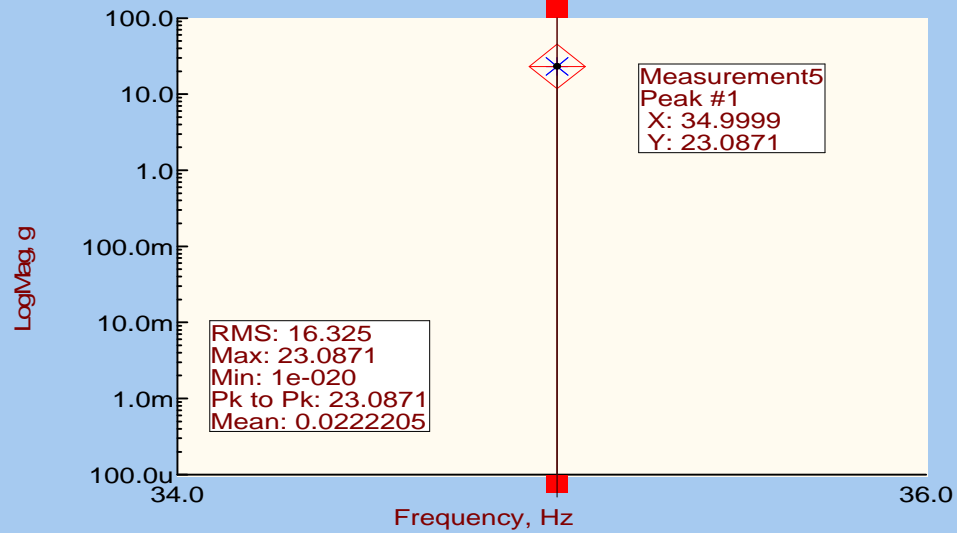 100.0
10.0
1.0
100.0m
10.0m
1.0m
100.0u
LogMag, g
Measurement5
Peak #1
X: 34.9999
Y: 23.0871
RMS: 16.325
Max: 23.0871
Min: 1e-020
Pk to Pk: 23.0871
Mean: 0.0222205
34.0
36.0
Frequency, Hz